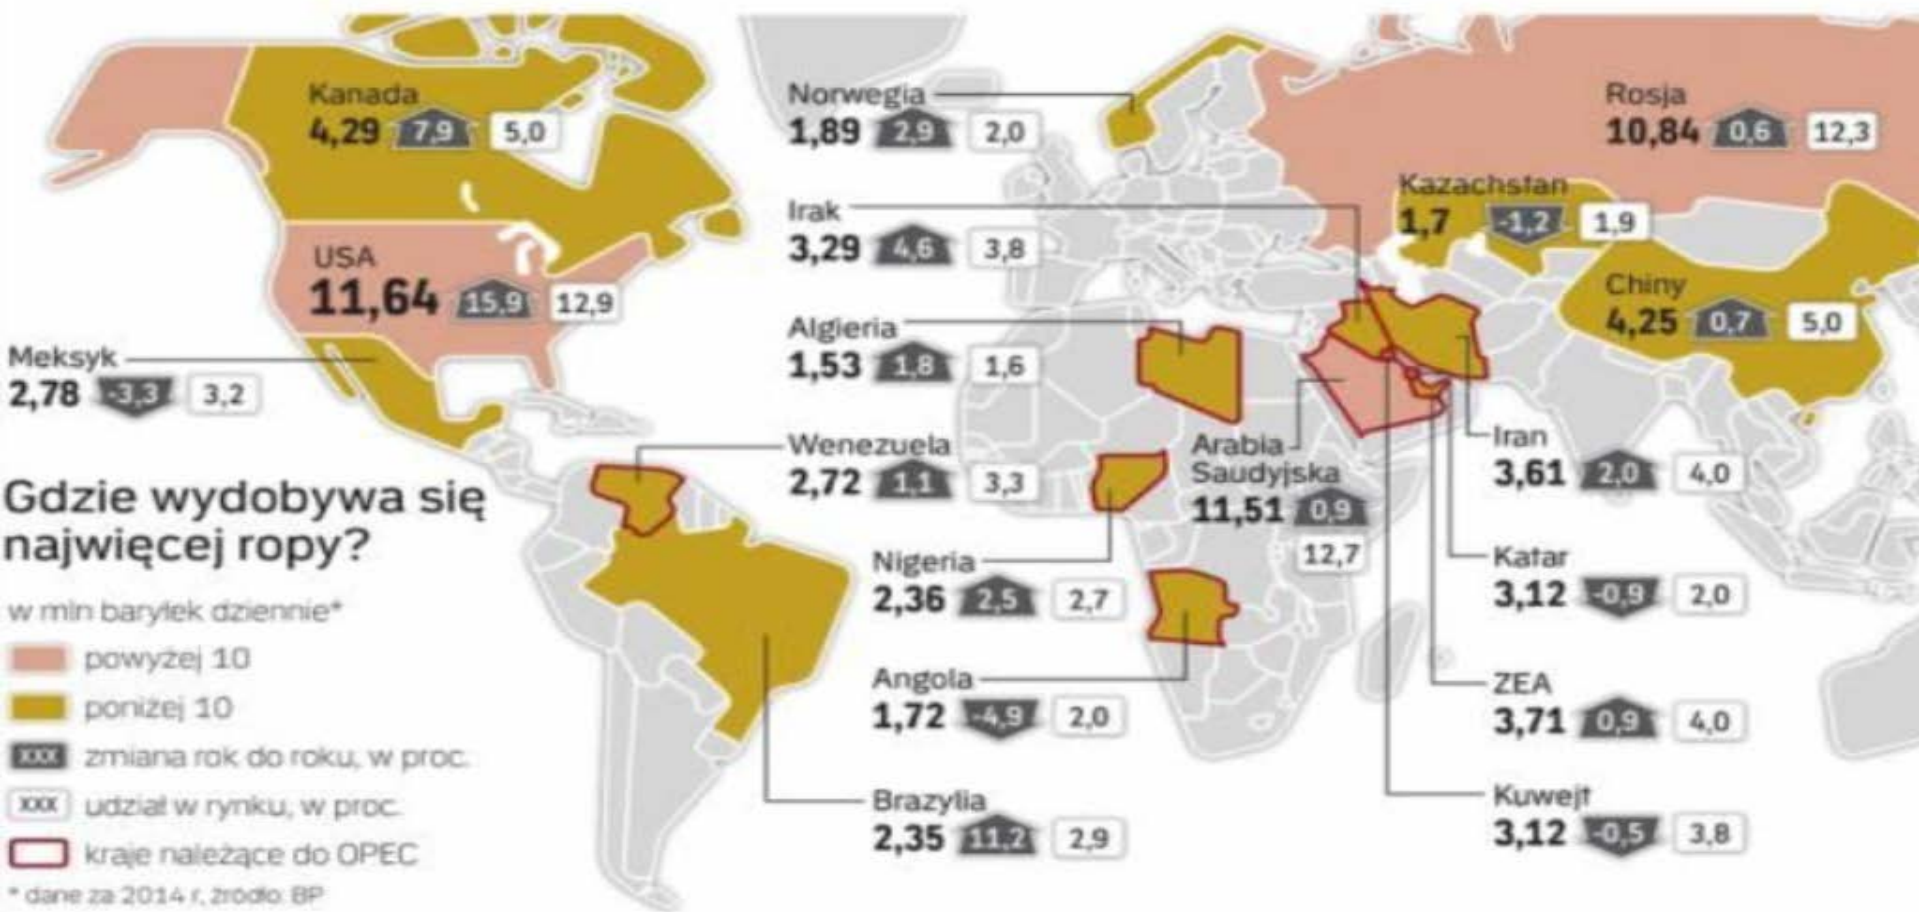 Kanada
4,29 7,9 5,0
USA
11,64 15,9 12,9
Meksyk
2,78 -3,3 3,2
Gdzie wydobywa się
najwięcej ropy?
w mln baryłek dziennie*
powyżej 10
poniżej 10
xxx zmiana rok do roku, w proc.
xxx udział w rynku, w proc.
kraje należące do OPEC
* dane za 2014 r, źródło: BP
Norwegia
1,89 2,9 2,0
Irak
3,29 4,6 3,8
Algieria
1,53 1,8 1,6
Wenezuela
2,72 1,1 3,3
Nigeria
2,36 2,5 2,7
Angola
1,72 -4,9 2,0
Brazylia
2,35 11,2 2,9
Arabia
Saudyjska
11,51 0,9
12,7
Rosja
10,84 0,6 12,3
Kazachstan
1,7 -1,2 1,9
Chiny
4,25 0,7 5,0
Iran
3,61 2,0 4,0
Katar
3,12 -0,9 2,0
ZEA
3,71 0,9 4,0
Kuwejt
3,12 -0,5 3,8